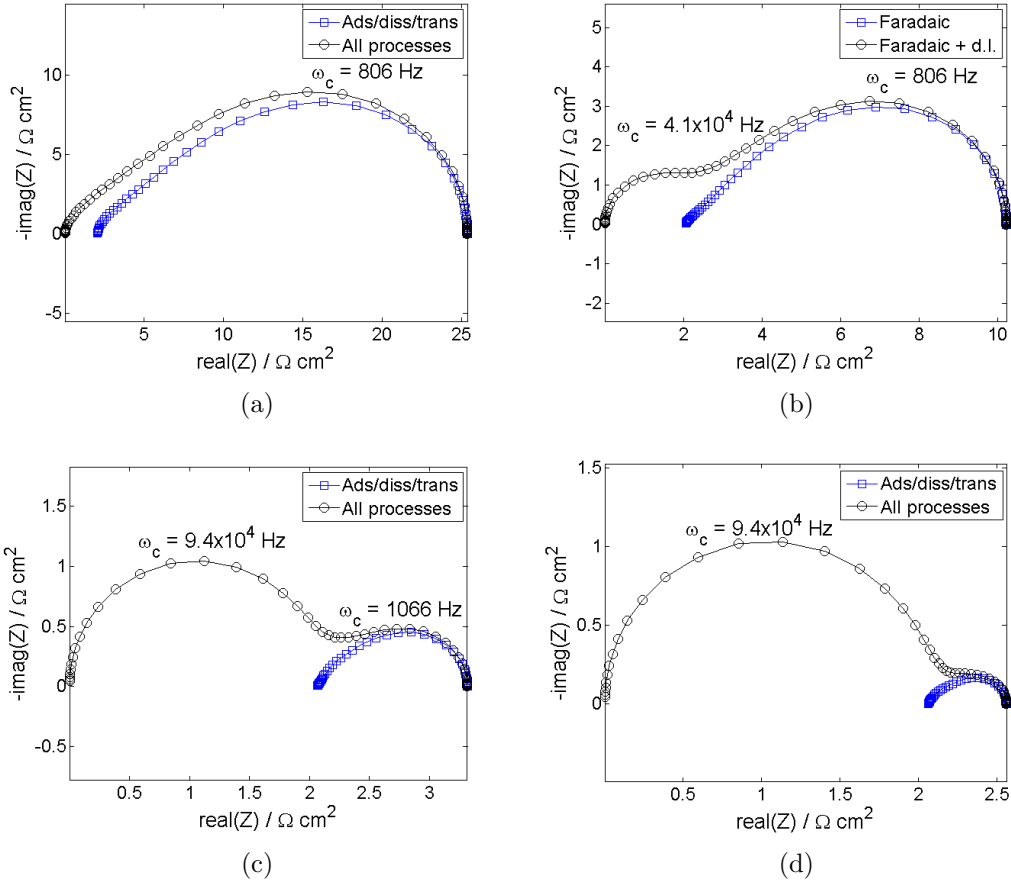 Ads/diss/trans
All processes
ω_c = 806 Hz
10
5
0
-5
5
10
15
20
25
-imag(Z) / Ω cm²
real(Z) / Ω cm²
(a)
Faradaic
Faradaic + d.l.
ω_c = 806 Hz
ω_c = 4.1x10⁴ Hz
5
4
3
2
1
0
-1
-2
2
4
6
8
10
-imag(Z) / Ω cm²
real(Z) / Ω cm²
(b)
Ads/diss/trans
All processes
ω_c = 9.4x10⁴ Hz
ω_c = 1066 Hz
1.5
1
0.5
0
-0.5
0.5
1
1.5
2
2.5
3
-imag(Z) / Ω cm²
real(Z) / Ω cm²
(c)
Ads/diss/trans
All processes
ω_c = 9.4x10⁴ Hz
1.5
1
0.5
0
0.5
1
1.5
2
2.5
-imag(Z) / Ω cm²
real(Z) / Ω cm²
(d)